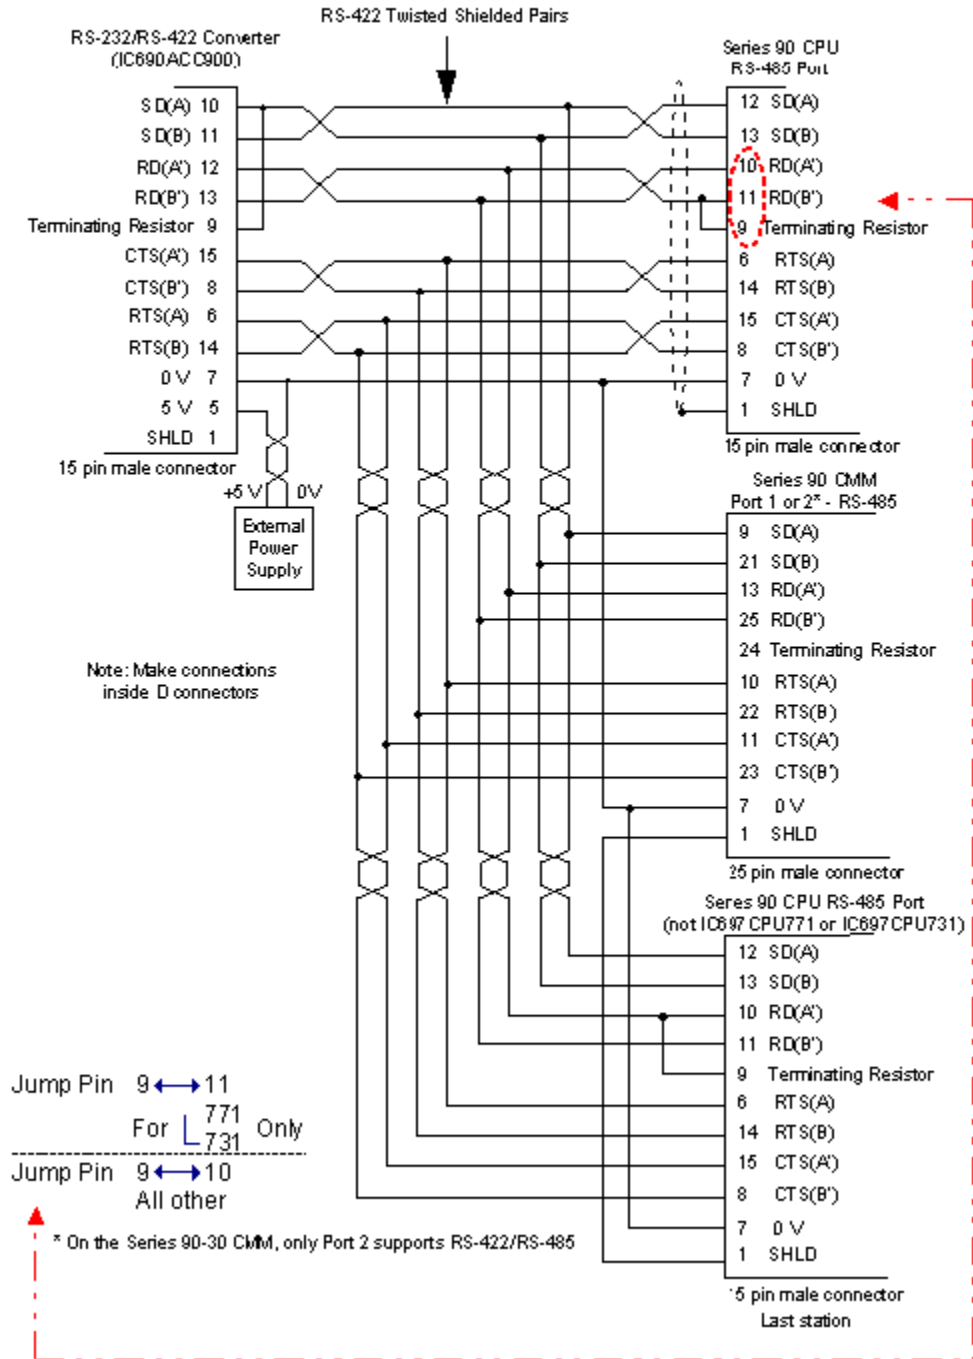 RS-422 Twisted Shielded Pairs
RS-232/RS-422 Converter
(IC690ACC900)
Series 90 CPU
RS-485 Port
SD(A) 10
SD(B) 11
RD(A') 12
RD(B') 13
Terminating Resistor 9
CTS(A') 15
CTS(B') 8
RTS(A) 6
RTS(B) 14
0 V 7
5 V 5
SHLD 1
15 pin male connector
12 SD(A)
13 SD(B)
10 RD(A')
11 RD(B')
9 Terminating Resistor
6 RTS(A)
14 RTS(B)
15 CTS(A')
8 CTS(B')
7 0 V
1 SHLD
15 pin male connector
+5 V 0V
External
Power
Supply
Note: Make connections
inside D connectors
Series 90 CMM
Port 1 or 2* - RS-485
9 SD(A)
21 SD(B)
13 RD(A')
25 RD(B')
24 Terminating Resistor
10 RTS(A)
22 RTS(B)
11 CTS(A')
23 CTS(B')
7 0 V
1 SHLD
25 pin male connector
Seres 90 CPU RS-485 Port
(not IC697CPU771 or IC697CPU731)
12 SD(A)
13 SD(B)
10 RD(A')
11 RD(B')
9 Terminating Resistor
6 RTS(A)
14 RTS(B)
15 CTS(A')
8 CTS(B')
7 0 V
1 SHLD
15 pin male connector
Last station
Jump Pin 9 11
For 771 Only
731
Jump Pin 9 10
All other
* On the Series 90-30 CMM, only Port 2 supports RS-422/RS-485